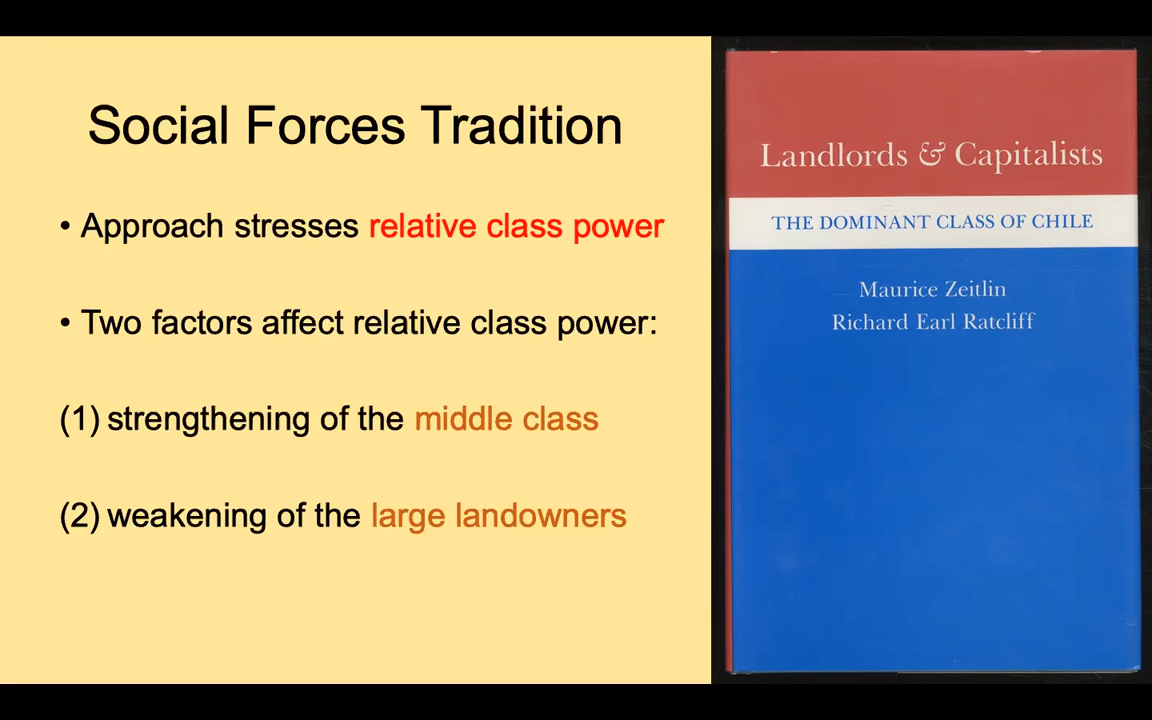 Social Forces Tradition
• Approach stresses relative class power
• Two factors affect relative class power:
(1) strengthening of the middle class
(2) weakening of the large landowners
Landlords & Capitalists
THE DOMINANT CLASS OF CHILE
Maurice Zeitlin
Richard Earl Ratcliff